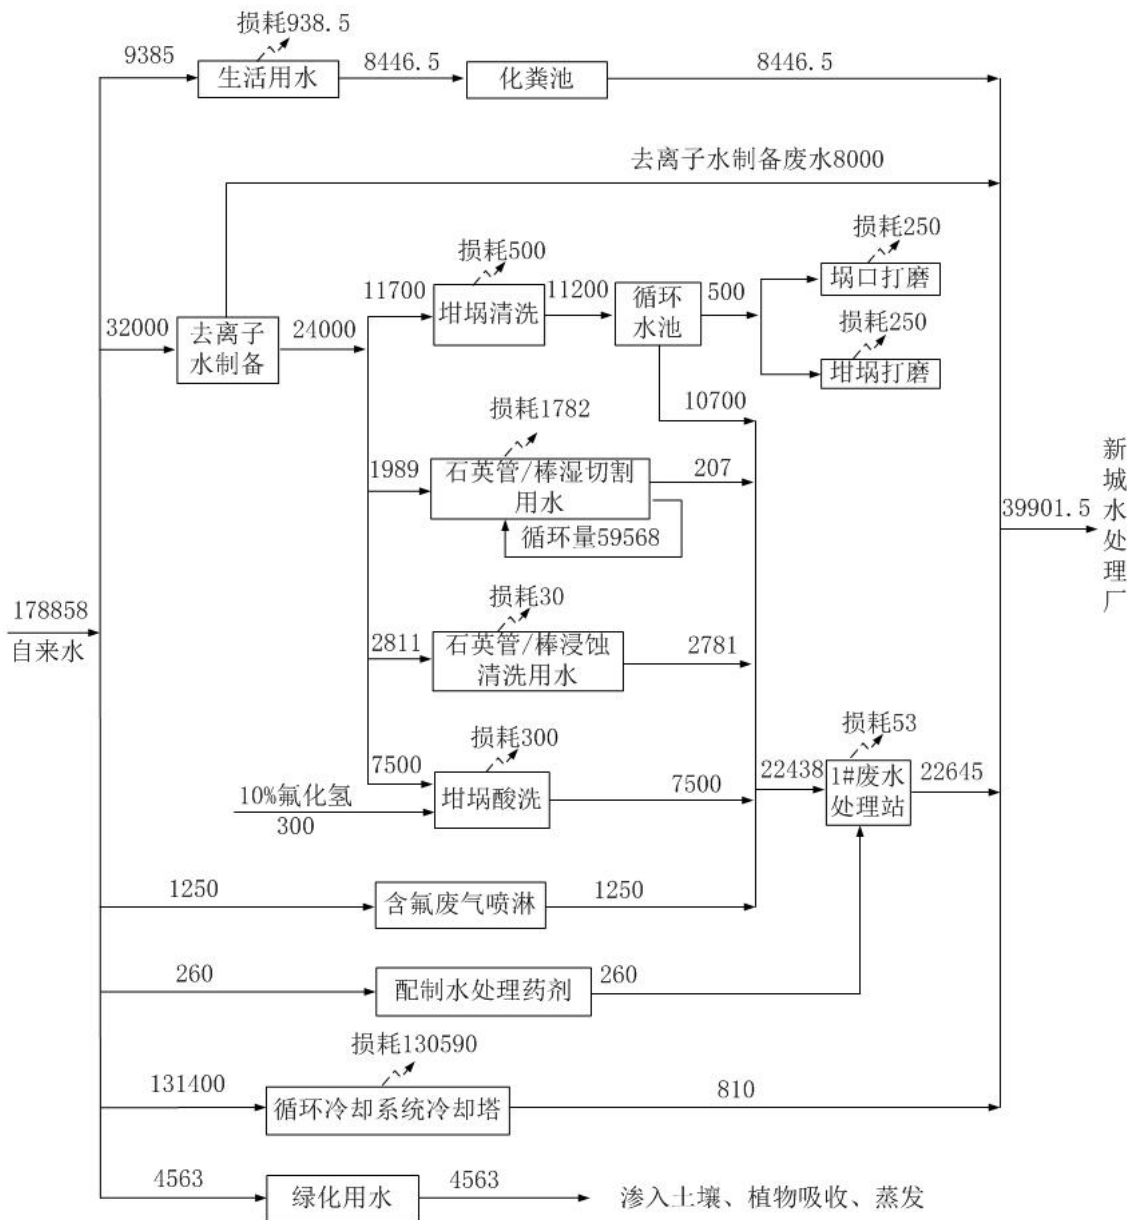 损耗938.5
9385
生活用水
8446.5
化粪池
8446.5
去离子水制备废水8000
32000
去离子
水制备
24000
11700
损耗500
坩埚清洗
11200
循环
水池
500
损耗250
埚口打磨
损耗250
坩埚打磨
10700
1989
损耗1782
石英管/棒湿切割
用水
207
循环量59568
178858
自来水
2811
损耗30
石英管/棒浸蚀
清洗用水
2781
7500
10%氟化氢
300
损耗300
坩埚酸洗
7500
22438
损耗53
1#废水
处理站
22645
39901.5
新城水处理厂
1250
含氟废气喷淋
1250
260
配制水处理药剂
260
131400
损耗130590
循环冷却系统冷却塔
810
4563
绿化用水
4563
渗入土壤、植物吸收、蒸发